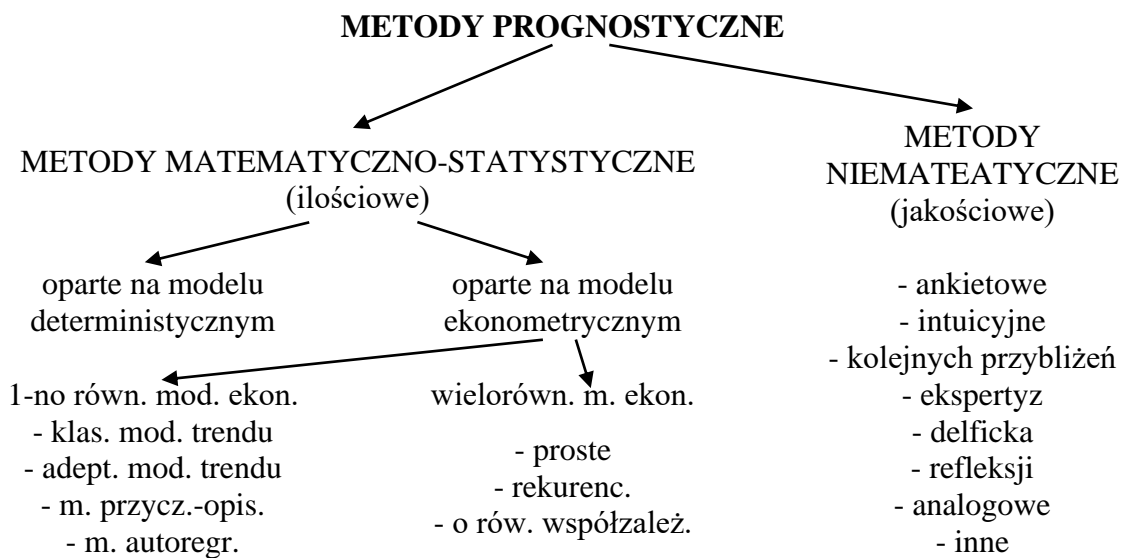 METODY PROGNOSTYCZNE
METODY MATEMATYCZNO-STATYSTYCZNE
(ilościowe)
METODY
NIEMATEATYCZNE
(jakościowe)
oparte na modelu
deterministycznym
oparte na modelu
ekonometrycznym
1-no równ. mod. ekon.
- klas. mod. trendu
- adept. mod. trendu
- m. przycz.-opis.
- m. autoregr.
wielorówn. m. ekon.
- proste
- rekurenc.
- o rów. współzależ.
- ankietowe
- intuicyjne
- kolejnych przybliżeń
- ekspertyz
- delficka
- refleksji
- analogowe
- inne